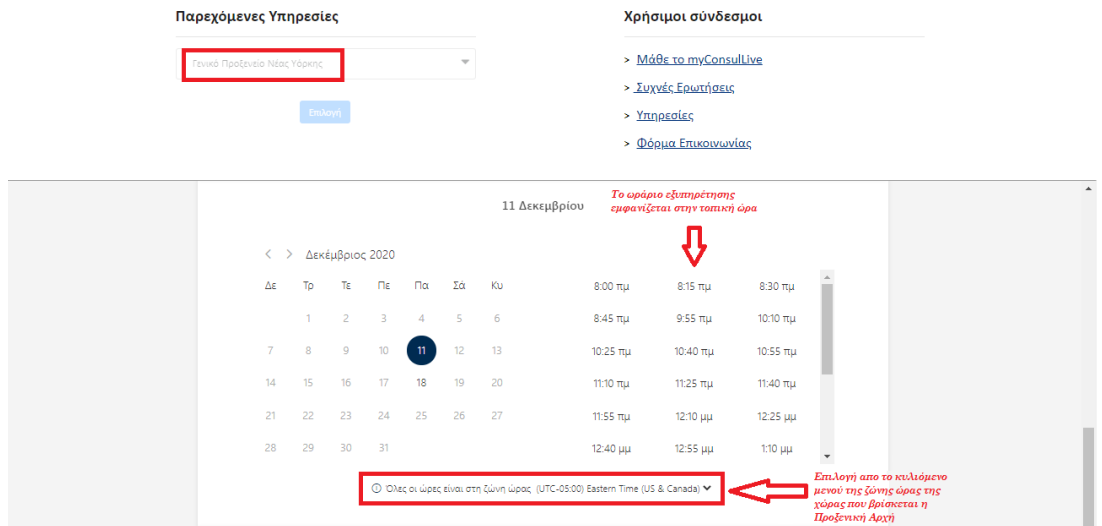 Παρεχόμενες Υπηρεσίες
Γενικό Προξενείο Νέας Υόρκης
Επιλογή
Χρήσιμοι σύνδεσμοι
> Μάθε το myConsulLive
> Συχνές Ερωτήσεις
> Υπηρεσίες
> Φόρμα Επικοινωνίας
11 Δεκεμβρίου
Το ωράριο εξυπηρέτησης
εμφανίζεται στην τοπική ώρα
Δεκέμβριος 2020
Δε Τρ Τε Πε Πα Σά Κυ
1 2 3 4 5 6
7 8 9 10 11 12 13
14 15 16 17 18 19 20
21 22 23 24 25 26 27
28 29 30 31
8:00 πμ 8:15 πμ 8:30 πμ
8:45 πμ 9:55 πμ 10:10 πμ
10:25 πμ 10:40 πμ 10:55 πμ
11:10 πμ 11:25 πμ 11:40 πμ
11:55 πμ 12:10 μμ 12:25 μμ
12:40 μμ 12:55 μμ 1:10 μμ
Όλες οι ώρες είναι στη ζώνη ώρας (UTC-05:00) Eastern Time (US & Canada)
Επιλογή απο το κυλιόμενο
μενού της ζώνης ώρας της
χώρας που βρίσκεται η
Προξενική Αρχή